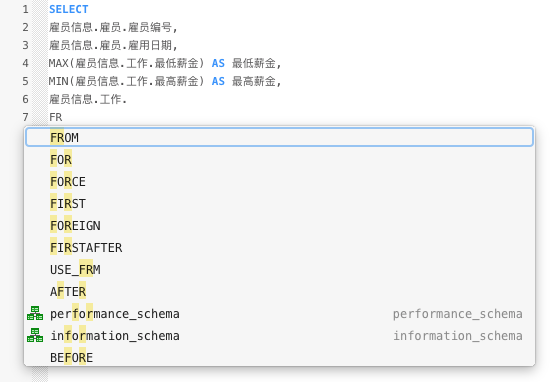 1 SELECT
2 雇员信息.雇员.雇员编号,
3 雇员信息.雇员.雇用日期,
4 MAX(雇员信息.工作.最低薪金) AS 最低薪金,
5 MIN(雇员信息.工作.最高薪金) AS 最高薪金,
6 雇员信息.工作.
7 FR
FROM
FOR
FORCE
FIRST
FOREIGN
FIRSTAFTER
USE_FRM
AFTER
performance_schema performance_schema
information_schema information_schema
BEFORE